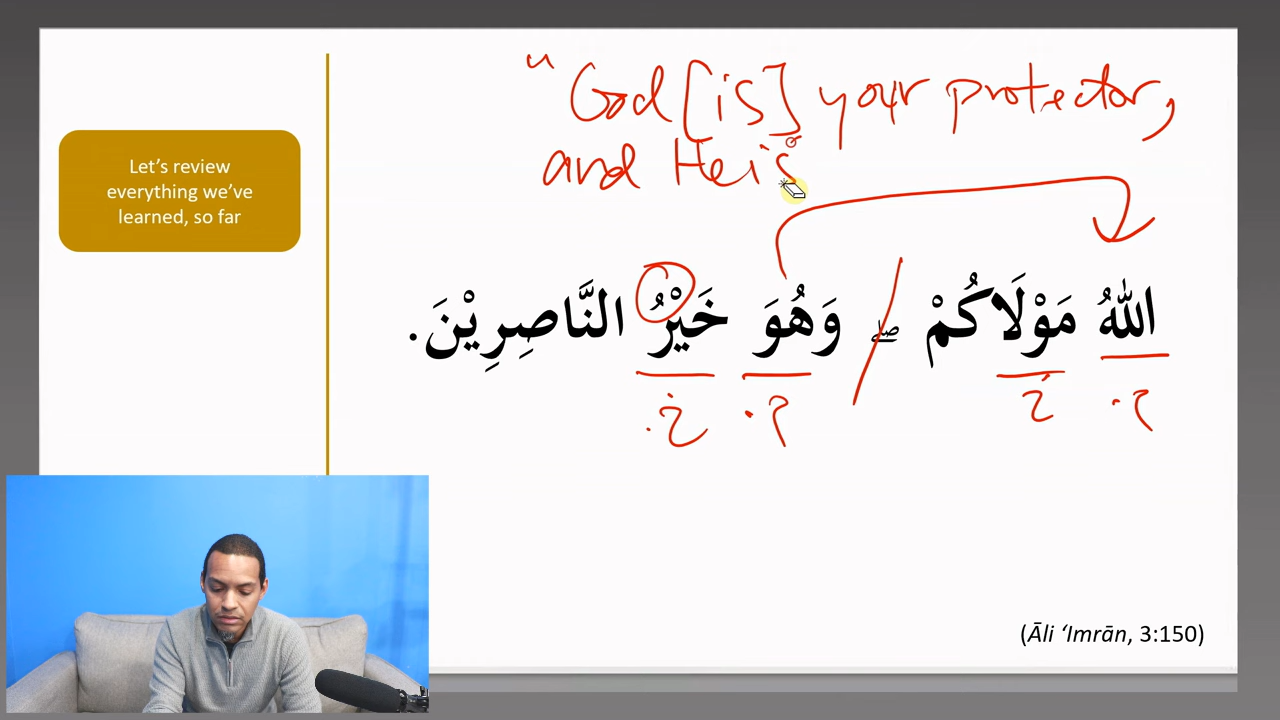 Let's review
everything we've
learned, so far
"God [is] your protector,
and He is
اللهُ مَوْلَاكُمْ ۖ وَهُوَ خَيْرُ النَّاصِرِيْنَ.
خ. م. خ م.
(Āli ‘Imrān, 3:150)